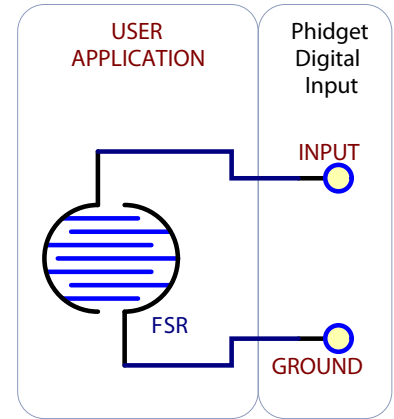 USER
APPLICATION
Phidget
Digital
Input
INPUT
FSR
GROUND